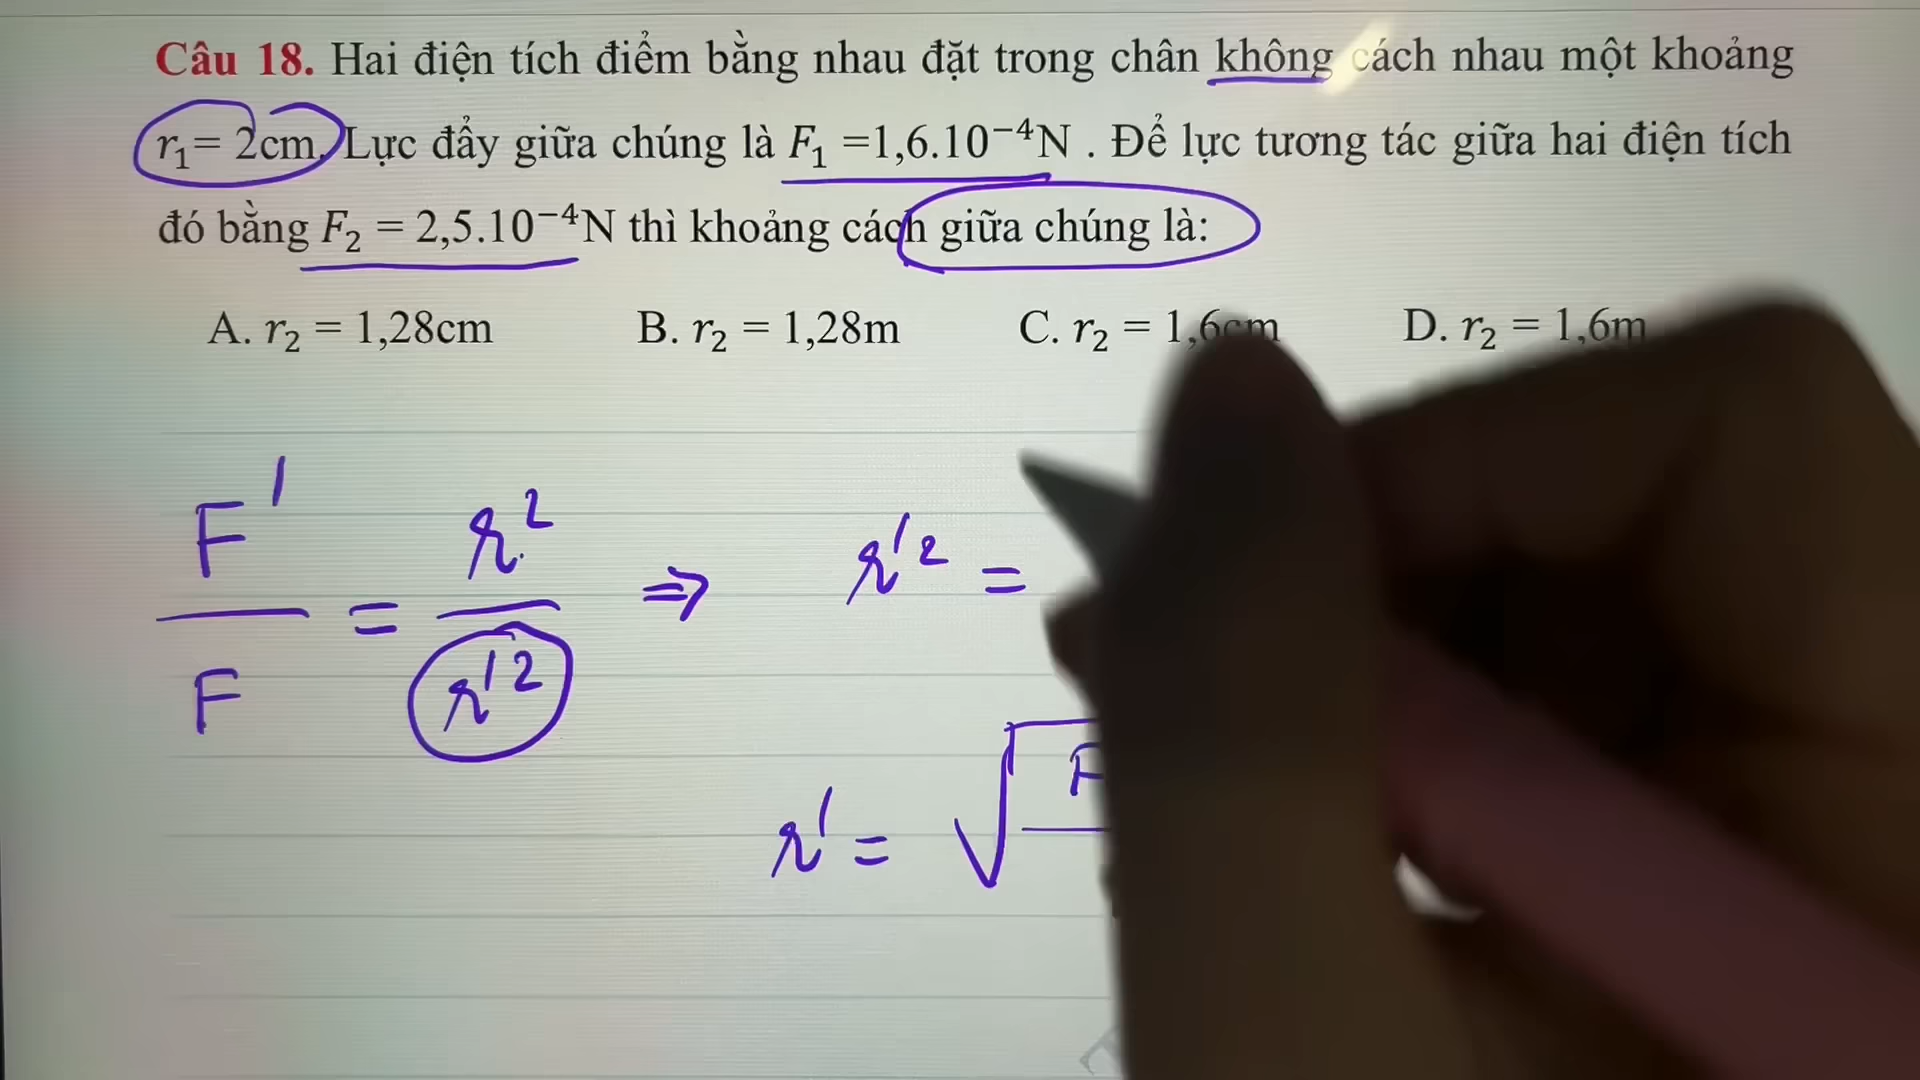 Câu 18. Hai điện tích điểm bằng nhau đặt trong chân không cách nhau một khoảng
r₁= 2cm. Lực đẩy giữa chúng là F₁ =1,6.10⁻⁴N . Để lực tương tác giữa hai điện tích
đó bằng F₂ = 2,5.10⁻⁴N thì khoảng cách giữa chúng là:
A. r₂ = 1,28cm B. r₂ = 1,28m C. r₂ = 1,6cm D. r₂ = 1,6m
F'/F = r²/r'² ⇒ r'² =
r' = √ F